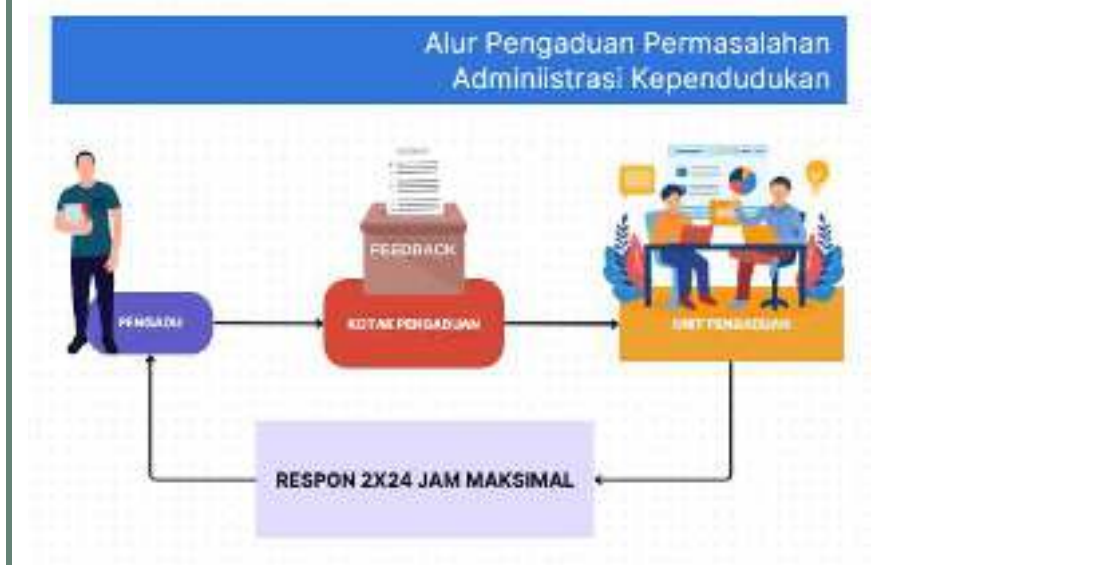 Alur Pengaduan Permasalahan
Adminiistrasi Kependudukan
FEEDBACK
PENGADU
KOTAK PENGADUAN
UNIT PENGADUAN
RESPON 2X24 JAM MAKSIMAL